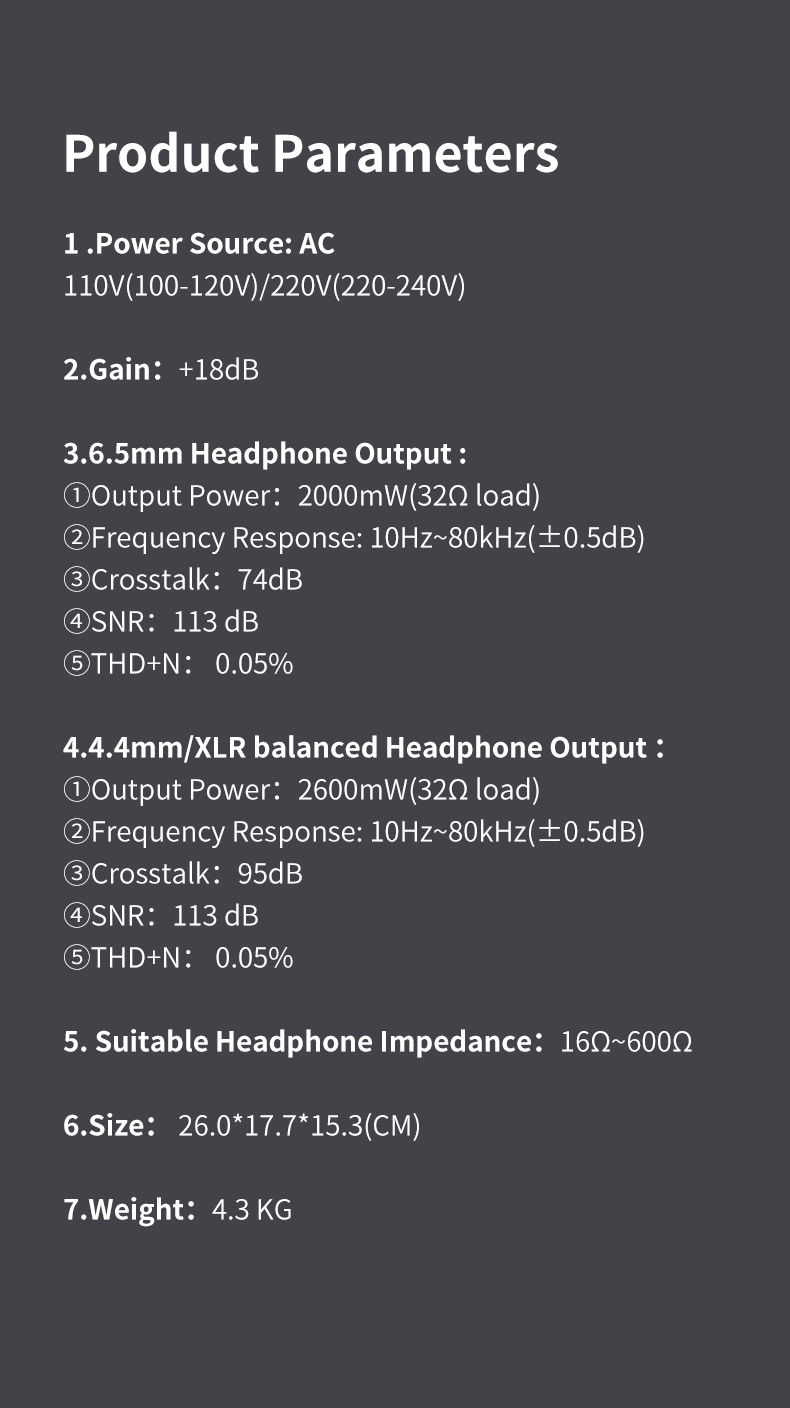 Product Parameters
1 .Power Source: AC
110V(100-120V)/220V(220-240V)
2.Gain：+18dB
3.6.5mm Headphone Output :
①Output Power：2000mW(32Ω load)
②Frequency Response: 10Hz~80kHz(±0.5dB)
③Crosstalk：74dB
④SNR：113 dB
⑤THD+N： 0.05%
4.4.4mm/XLR balanced Headphone Output：
①Output Power：2600mW(32Ω load)
②Frequency Response: 10Hz~80kHz(±0.5dB)
③Crosstalk：95dB
④SNR：113 dB
⑤THD+N： 0.05%
5. Suitable Headphone Impedance：16Ω~600Ω
6.Size： 26.0*17.7*15.3(CM)
7.Weight：4.3 KG